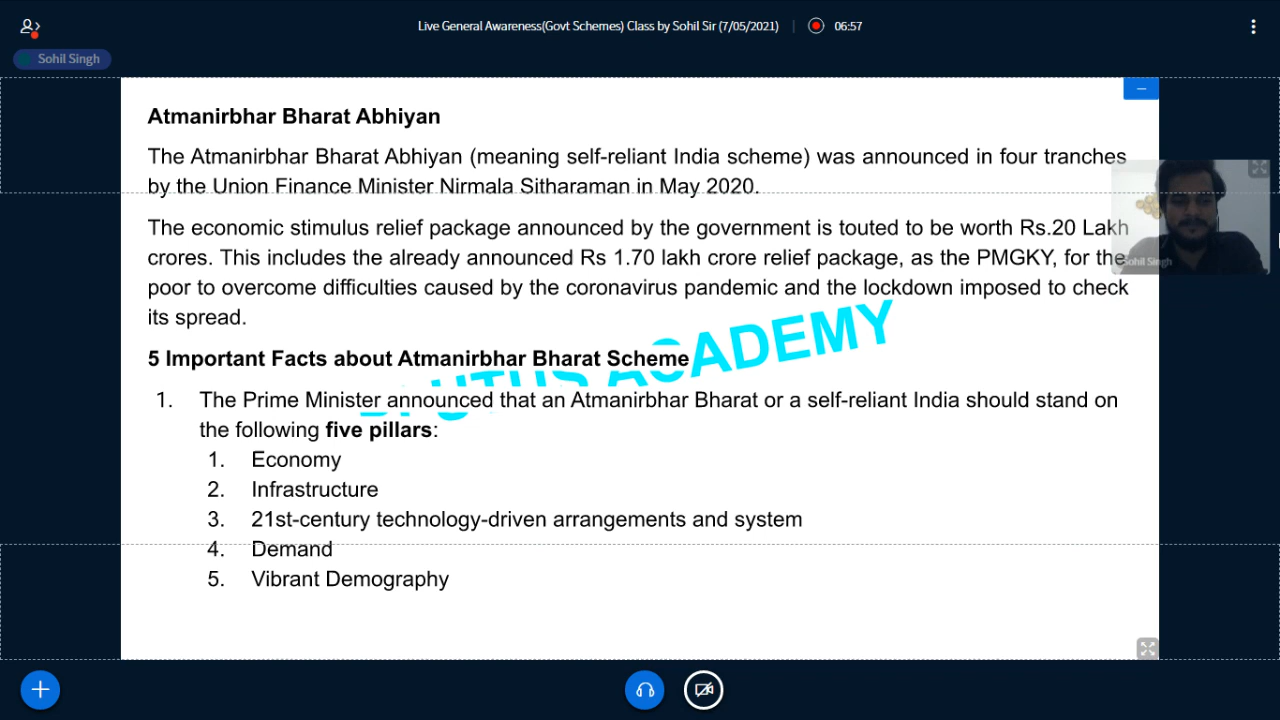 Live General Awareness(Govt Schemes) Class by Sohil Sir (7/05/2021)
06:57
Sohil Singh
Atmanirbhar Bharat Abhiyan
The Atmanirbhar Bharat Abhiyan (meaning self-reliant India scheme) was announced in four tranches
by the Union Finance Minister Nirmala Sitharaman in May 2020.
The economic stimulus relief package announced by the government is touted to be worth Rs.20 Lakh
crores. This includes the already announced Rs 1.70 lakh crore relief package, as the PMGKY, for the
poor to overcome difficulties caused by the coronavirus pandemic and the lockdown imposed to check
its spread.
Sohil Singh
ACADEMY
5 Important Facts about Atmanirbhar Bharat Scheme
1. The Prime Minister announced that an Atmanirbhar Bharat or a self-reliant India should stand on
the following five pillars:
1. Economy
2. Infrastructure
3. 21st-century technology-driven arrangements and system
4. Demand
5. Vibrant Demography